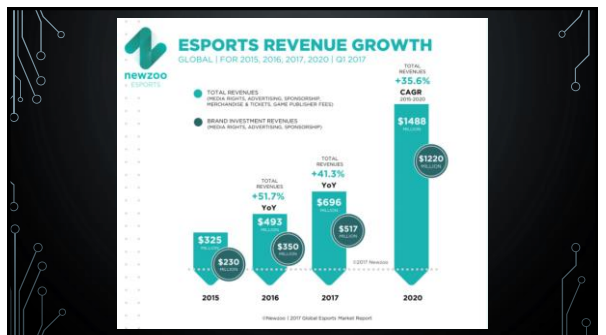 ESPORTS REVENUE GROWTH
GLOBAL | FOR 2015, 2016, 2017, 2020 | Q1 2017
newzoo
ESPORTS
TOTAL REVENUES
(MEDIA RIGHTS, ADVERTISING, SPONSORSHIP,
MERCHANDISE & TICKETS, GAME PUBLISHER FEES)
BRAND INVESTMENT REVENUES
(MEDIA RIGHTS, ADVERTISING, SPONSORSHIP)
$325
MILLION
$230
MILLION
2015
TOTAL
REVENUES
+51.7%
YoY
$493
MILLION
$350
MILLION
2016
TOTAL
REVENUES
+41.3%
YoY
$696
MILLION
$517
MILLION
2017
TOTAL
REVENUES
+35.6%
CAGR
2015-2020
$1488
MILLION
$1220
MILLION
2020
©2017 Newzoo
©Newzoo | 2017 Global Esports Market Report